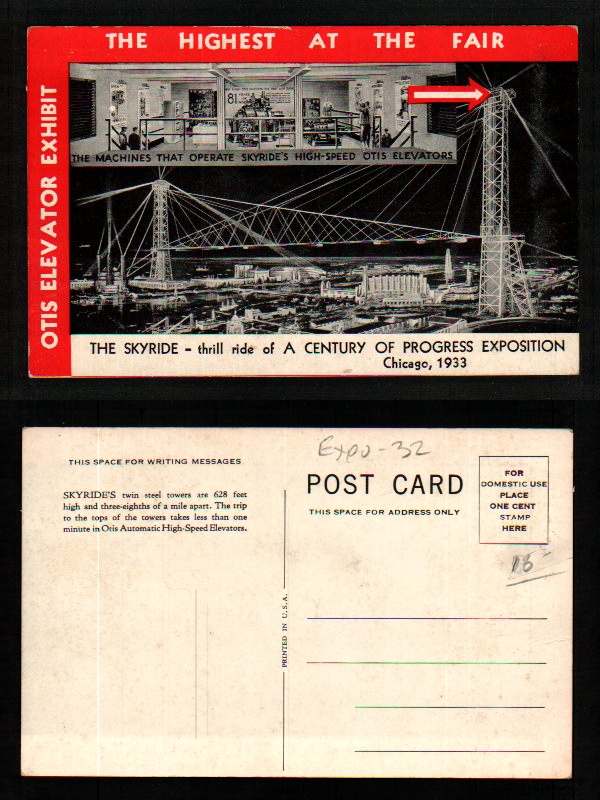 THE HIGHEST AT THE FAIR
OTIS ELEVATOR EXHIBIT
81
THE MACHINES THAT OPERATE SKYRIDE'S HIGH-SPEED OTIS ELEVATORS
THE SKYRIDE - thrill ride of A CENTURY OF PROGRESS EXPOSITION
Chicago, 1933
Expo-32
THIS SPACE FOR WRITING MESSAGES
SKYRIDE'S twin steel towers are 628 feet
high and three-eighths of a mile apart. The trip
to the tops of the towers takes less than one
minute in Otis Automatic High-Speed Elevators.
POST CARD
THIS SPACE FOR ADDRESS ONLY
FOR
DOMESTIC USE
PLACE
ONE CENT
STAMP
HERE
18
PRINTED IN U.S.A.